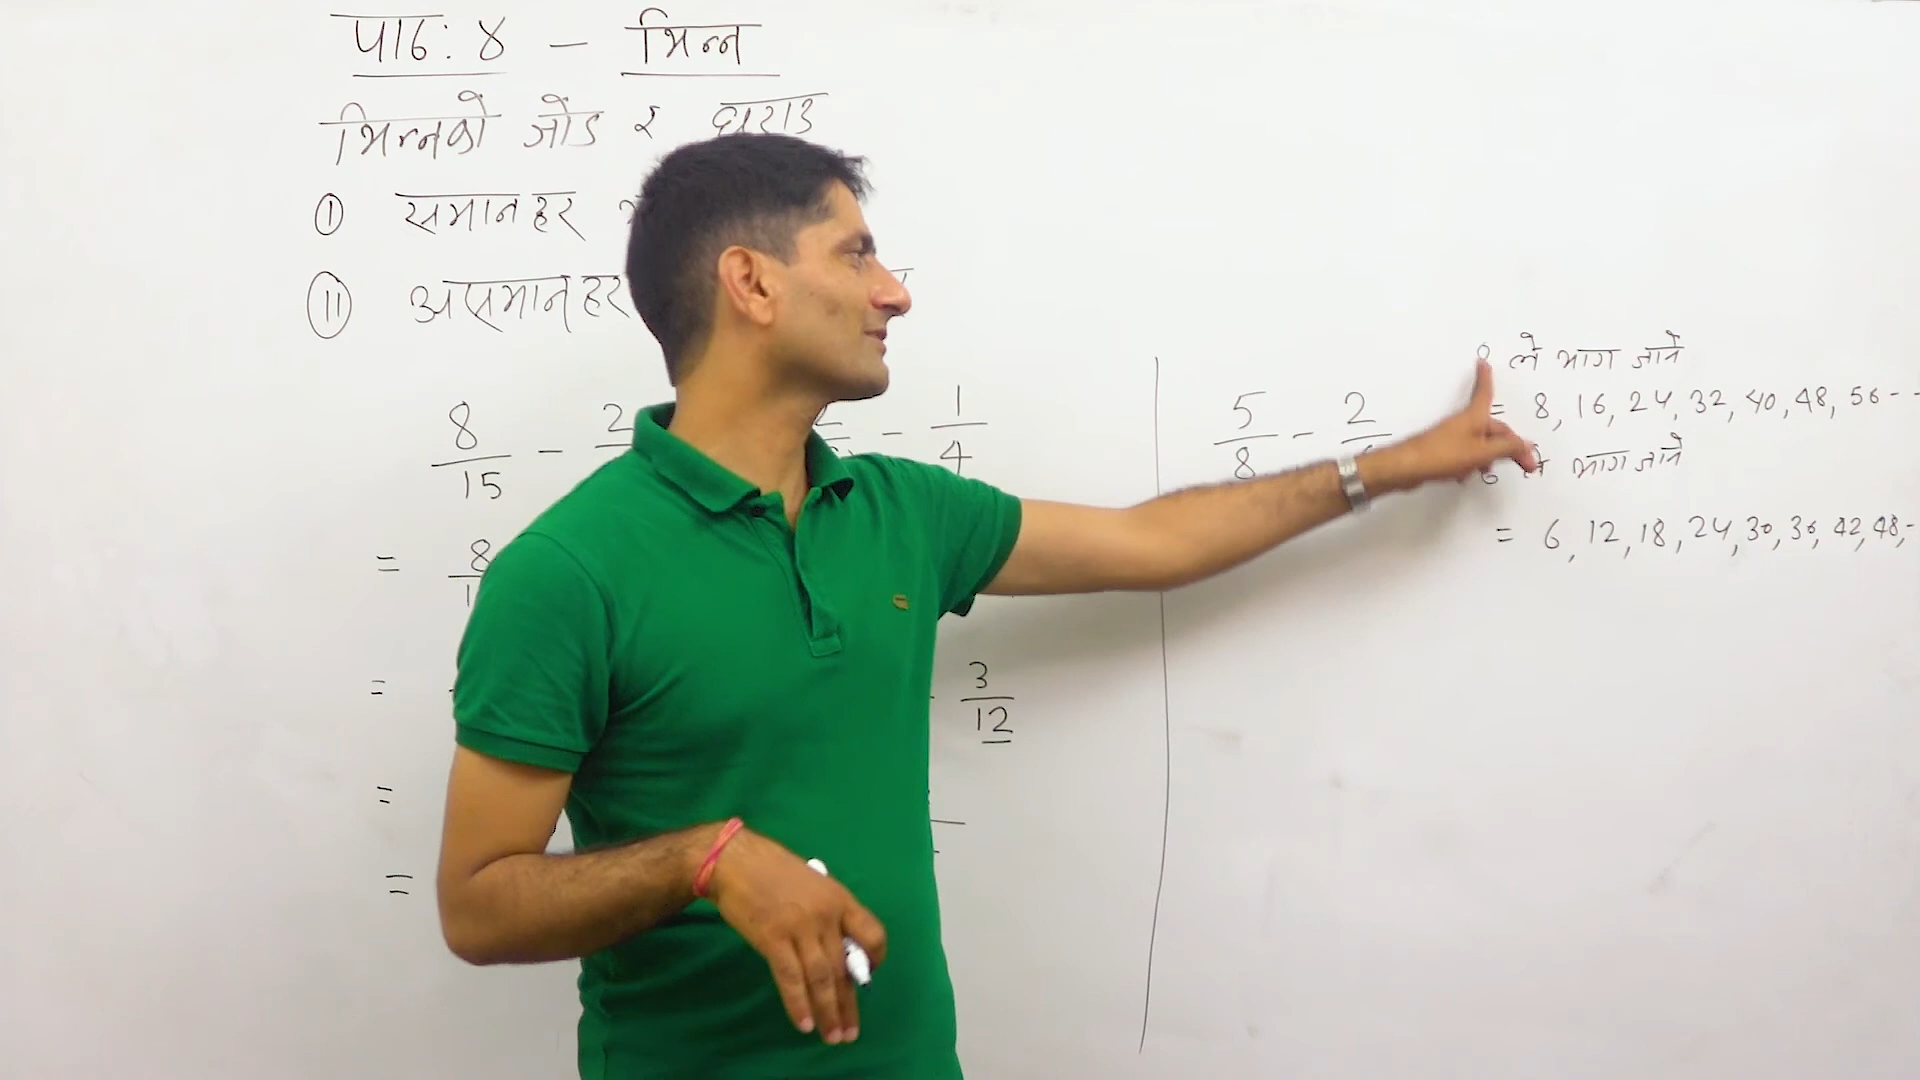 पाठ: ४ - भिन्न
भिन्नको जोड र घटाउ
① समान हर
⑪ असमान हर
8/15 - 2
- 1/4
= 8
=
3/12
=
=
5/8 - 2
8 ले भाग जाने
= 8, 16, 24, 32, 40, 48, 56--
6 ले भाग जाने
= 6, 12, 18, 24, 30, 36, 42, 48,-